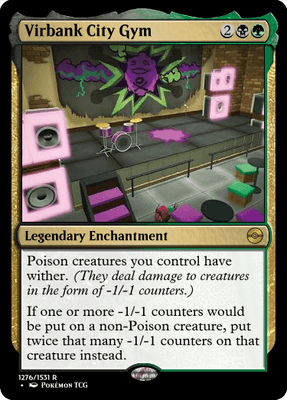 Virbank City Gym 2
Legendary Enchantment
Poison creatures you control have
wither. (They deal damage to creatures
in the form of -1/-1 counters.)
If one or more -1/-1 counters would
be put on a non-Poison creature, put
twice that many -1/-1 counters on that
creature instead.
1276/1531 R
• Pokémon TCG